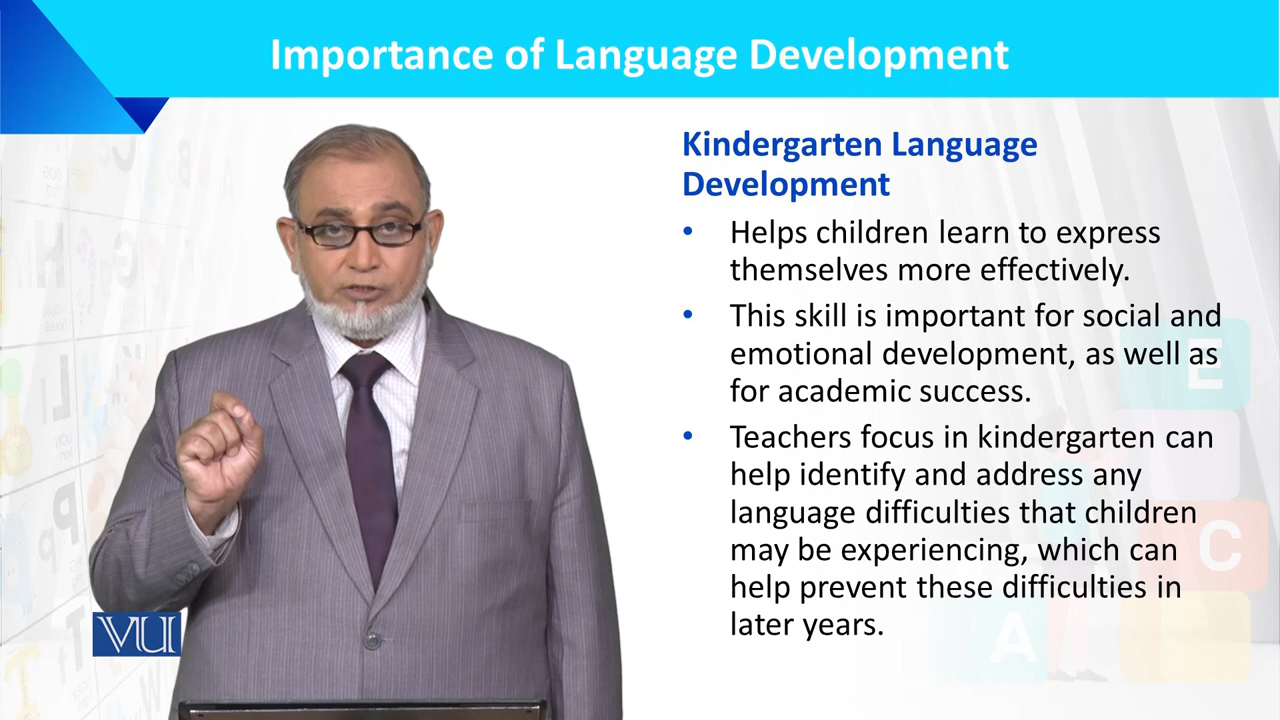 Importance of Language Development
Kindergarten Language
Development
• Helps children learn to express
themselves more effectively.
• This skill is important for social and
emotional development, as well as
for academic success.
• Teachers focus in kindergarten can
help identify and address any
language difficulties that children
may be experiencing, which can
help prevent these difficulties in
later years.
VU
E
C
A